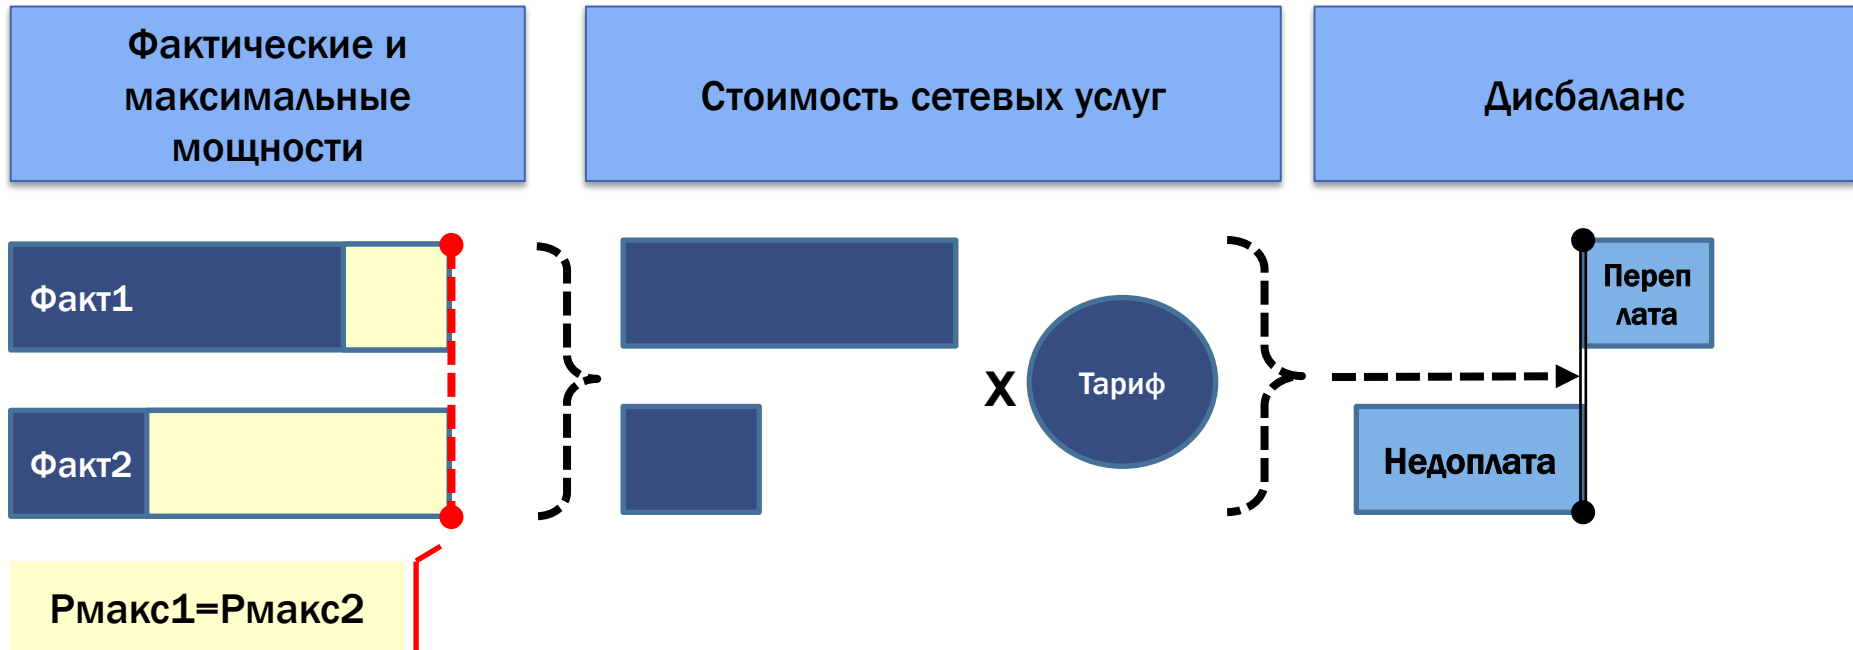 Фактические и
максимальные
мощности
Стоимость сетевых услуг
Дисбаланс
Факт1
Переп
лата
X
Тариф
Факт2
Недоплата
Рмакс1=Рмакс2